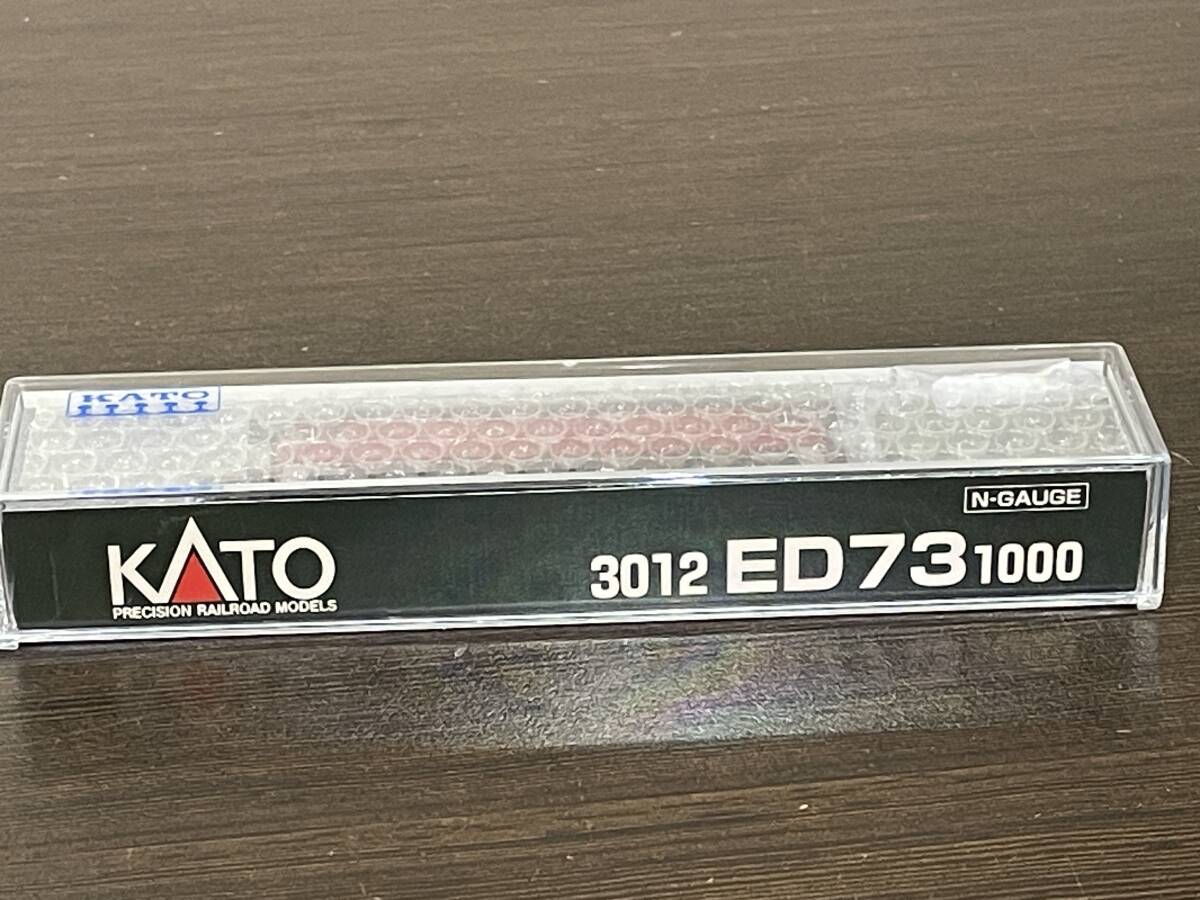 KATO
N-GAUGE
KATO
PRECISION RAILROAD MODELS
3012 ED73 1000